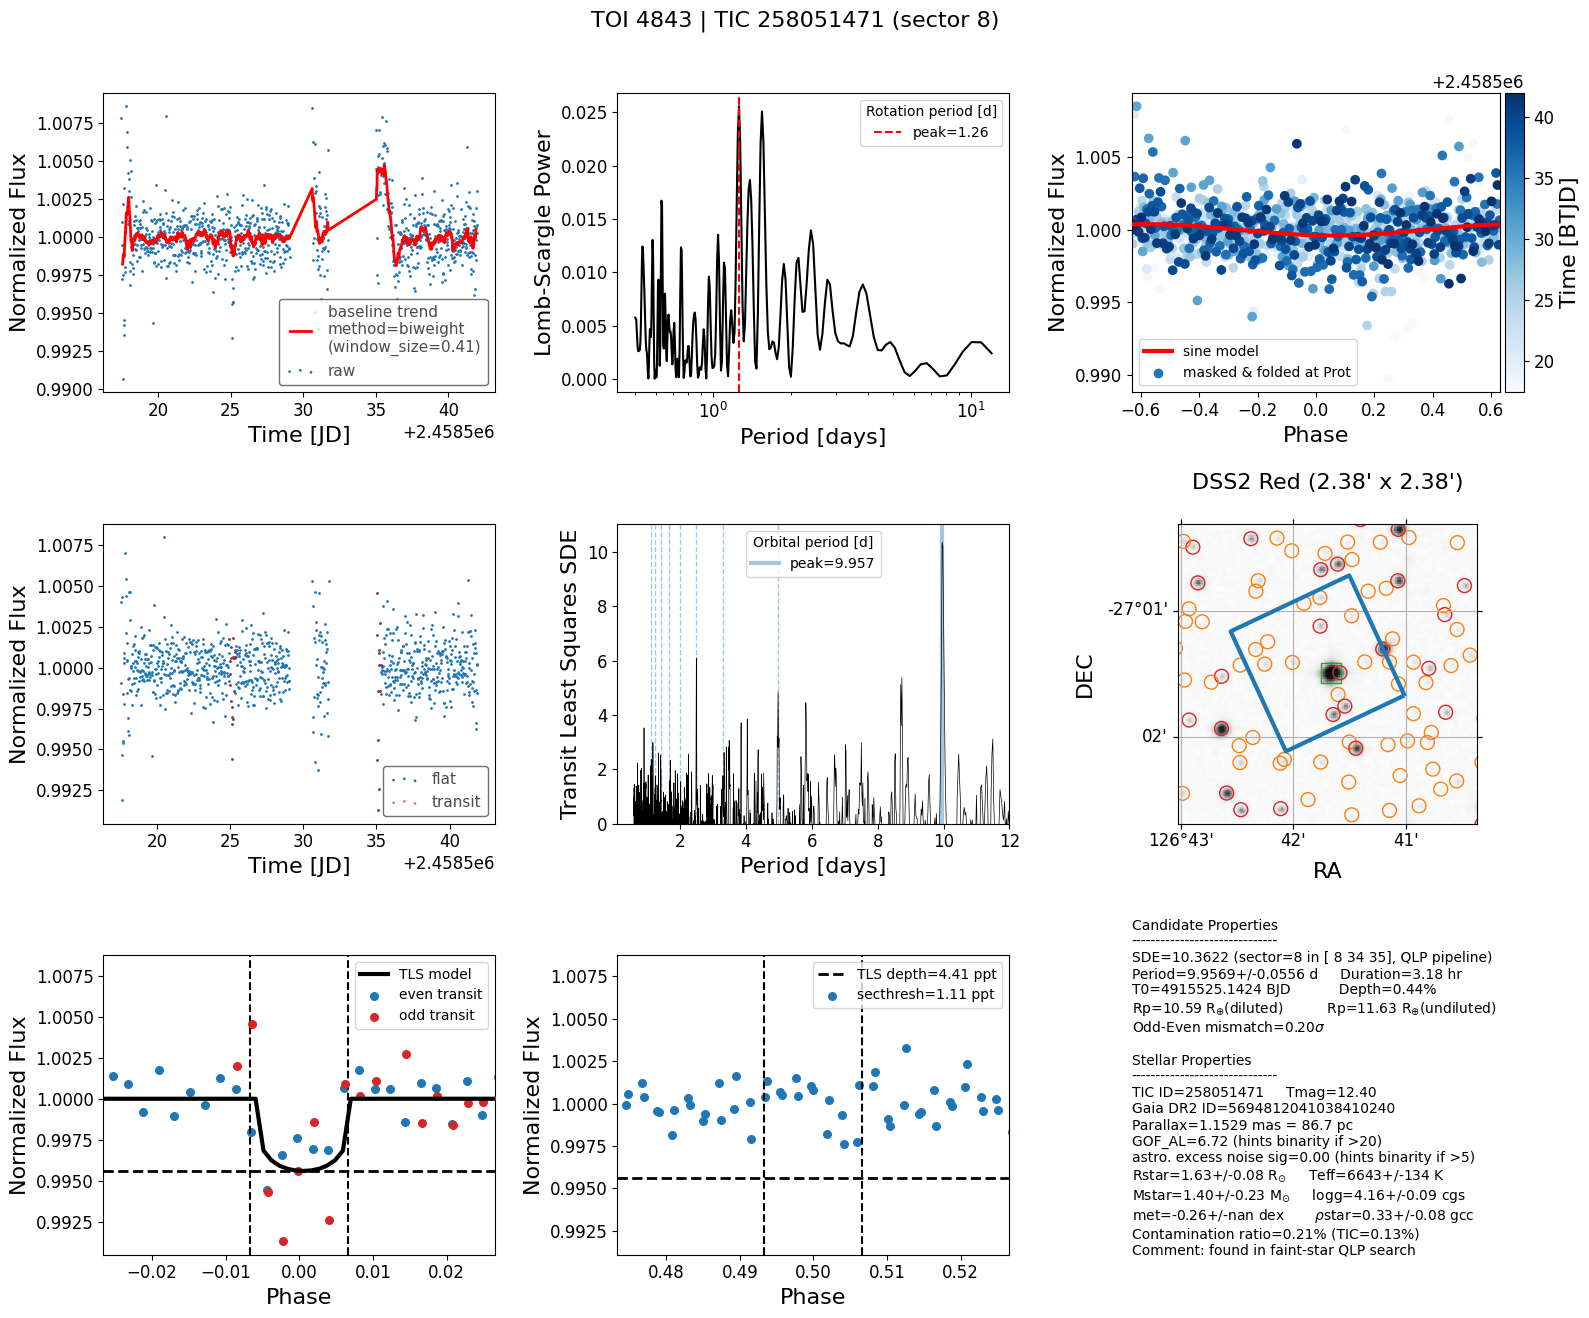 TOI 4843 | TIC 258051471 (sector 8)
Normalized Flux
1.0075
1.0050
1.0025
1.0000
0.9975
0.9950
0.9925
0.9900
baseline trend
method=biweight
(window_size=0.41)
raw
20
25
30
35
40
Time [JD]
+2.4585e6
Lomb-Scargle Power
0.025
0.020
0.015
0.010
0.005
0.000
Rotation period [d]
peak=1.26
10⁰
10¹
Period [days]
+2.4585e6
Normalized Flux
1.005
1.000
0.995
0.990
sine model
masked & folded at Prot
−0.6
−0.4
−0.2
0.0
0.2
0.4
0.6
Phase
40
35
30
25
20
Time [BTJD]
Normalized Flux
1.0075
1.0050
1.0025
1.0000
0.9975
0.9950
0.9925
flat
transit
20
25
30
35
40
Time [JD]
+2.4585e6
Transit Least Squares SDE
10
8
6
4
2
0
Orbital period [d]
peak=9.957
2
4
6
8
10
12
Period [days]
DSS2 Red (2.38' x 2.38')
DEC
-27°01'
02'
126°43'
42'
41'
RA
Normalized Flux
1.0075
1.0050
1.0025
1.0000
0.9975
0.9950
0.9925
TLS model
even transit
odd transit
−0.02
−0.01
0.00
0.01
0.02
Phase
Normalized Flux
1.0075
1.0050
1.0025
1.0000
0.9975
0.9950
0.9925
TLS depth=4.41 ppt
secthresh=1.11 ppt
0.48
0.49
0.50
0.51
0.52
Phase
Candidate Properties
------------------------------
SDE=10.3622 (sector=8 in [ 8 34 35], QLP pipeline)
Period=9.9569+/-0.0556 d     Duration=3.18 hr
T0=4915525.1424 BJD     Depth=0.44%
Rp=10.59 R⊕(diluted)     Rp=11.63 R⊕(undiluted)
Odd-Even mismatch=0.20σ
Stellar Properties
------------------------------
TIC ID=258051471     Tmag=12.40
Gaia DR2 ID=5694812041038410240
Parallax=1.1529 mas = 86.7 pc
GOF_AL=6.72 (hints binarity if >20)
astro. excess noise sig=0.00 (hints binarity if >5)
Rstar=1.63+/-0.08 R☉     Teff=6643+/-134 K
Mstar=1.40+/-0.23 M☉     logg=4.16+/-0.09 cgs
met=-0.26+/-nan dex     ρstar=0.33+/-0.08 gcc
Contamination ratio=0.21% (TIC=0.13%)
Comment: found in faint-star QLP search